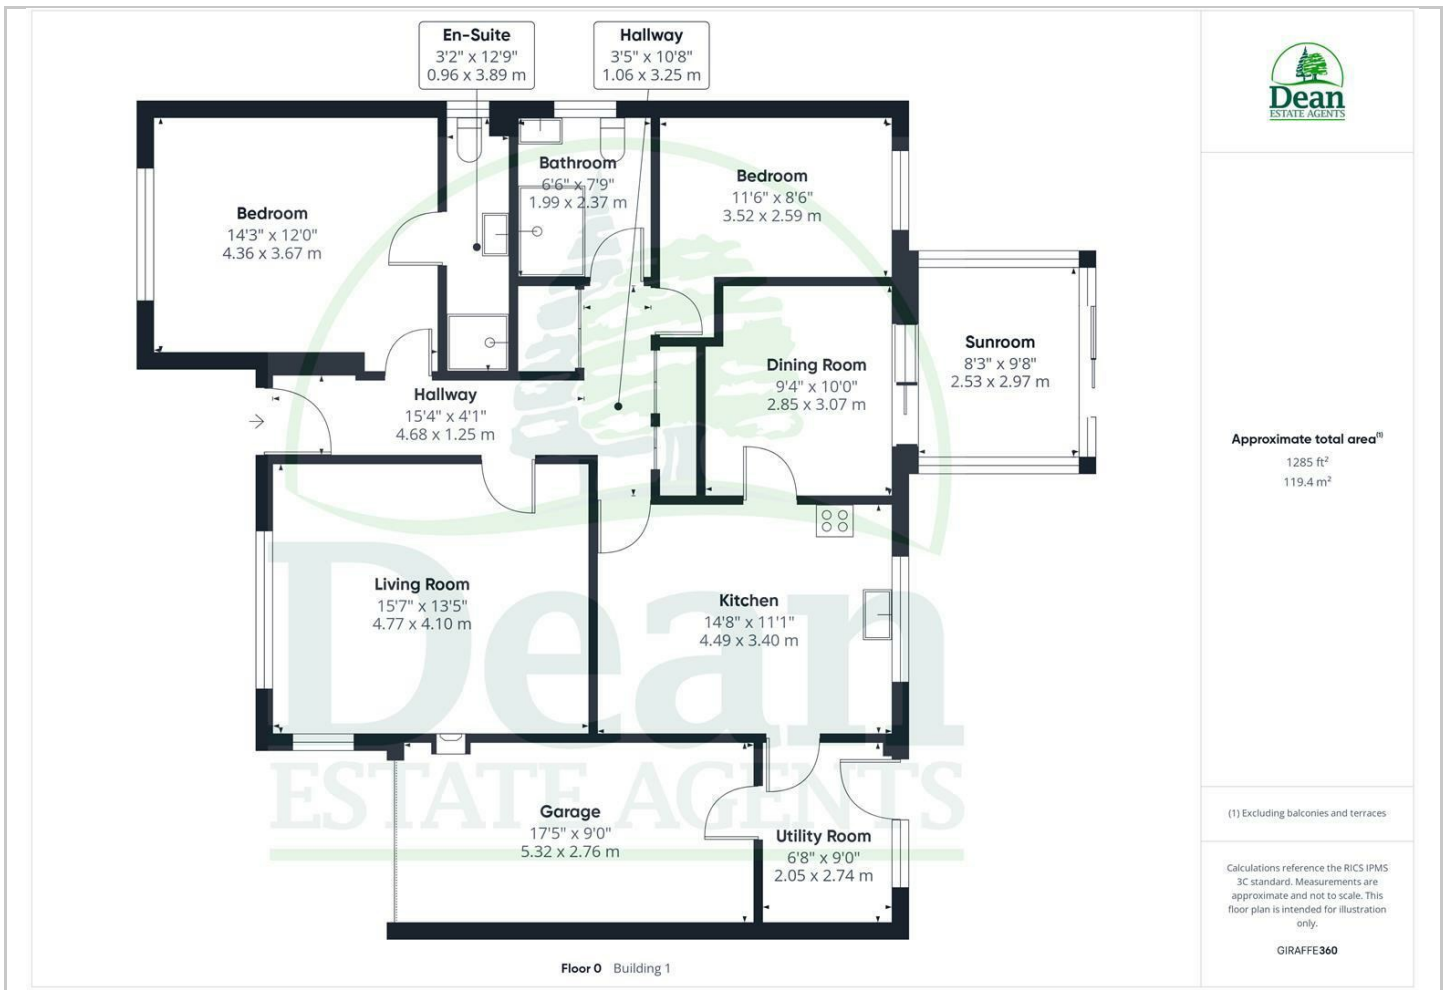 En-Suite
3'2" x 12'9"
0.96 x 3.89 m
Hallway
3'5" x 10'8"
1.06 x 3.25 m
Bathroom
6'6" x 7'9"
1.99 x 2.37 m
Bedroom
11'6" x 8'6"
3.52 x 2.59 m
Bedroom
14'3" x 12'0"
4.36 x 3.67 m
Sunroom
8'3" x 9'8"
2.53 x 2.97 m
Dining Room
9'4" x 10'0"
2.85 x 3.07 m
Hallway
15'4" x 4'1"
4.68 x 1.25 m
Living Room
15'7" x 13'5"
4.77 x 4.10 m
Kitchen
14'8" x 11'1"
4.49 x 3.40 m
Garage
17'5" x 9'0"
5.32 x 2.76 m
Utility Room
6'8" x 9'0"
2.05 x 2.74 m
Dean
ESTATE AGENTS
Floor 0 Building 1
Dean
ESTATE AGENTS
Approximate total area⁽¹⁾
1285 ft²
119.4 m²
(1) Excluding balconies and terraces
Calculations reference the RICS IPMS
3C standard. Measurements are
approximate and not to scale. This
floor plan is intended for illustration
only.
GIRAFFE360